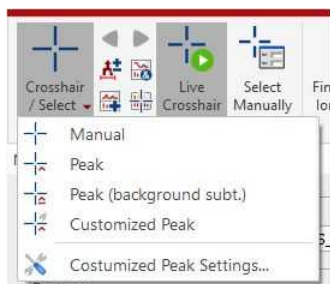 Crosshair
/ Select
Live
Crosshair
Select
Manually
Manual
Peak
Peak (background subt.)
Customized Peak
Costumized Peak Settings...